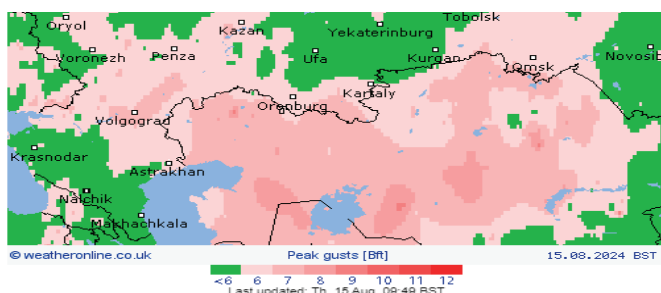 Tobolsk
Oryol
Kazan
Yekaterinburg
Voronezh
Penza
Ufa
Kurgan
Omsk
Novosib
Kartaly
Orenburg
Volgograd
Krasnodar
Astrakhan
Nalchik
Makhachkala
© weatheronline.co.uk Peak gusts [Bft] 15.08.2024 BST
<6 6 7 8 9 10 11 12
Last updated: Th, 15 Aug, 09:49 BST